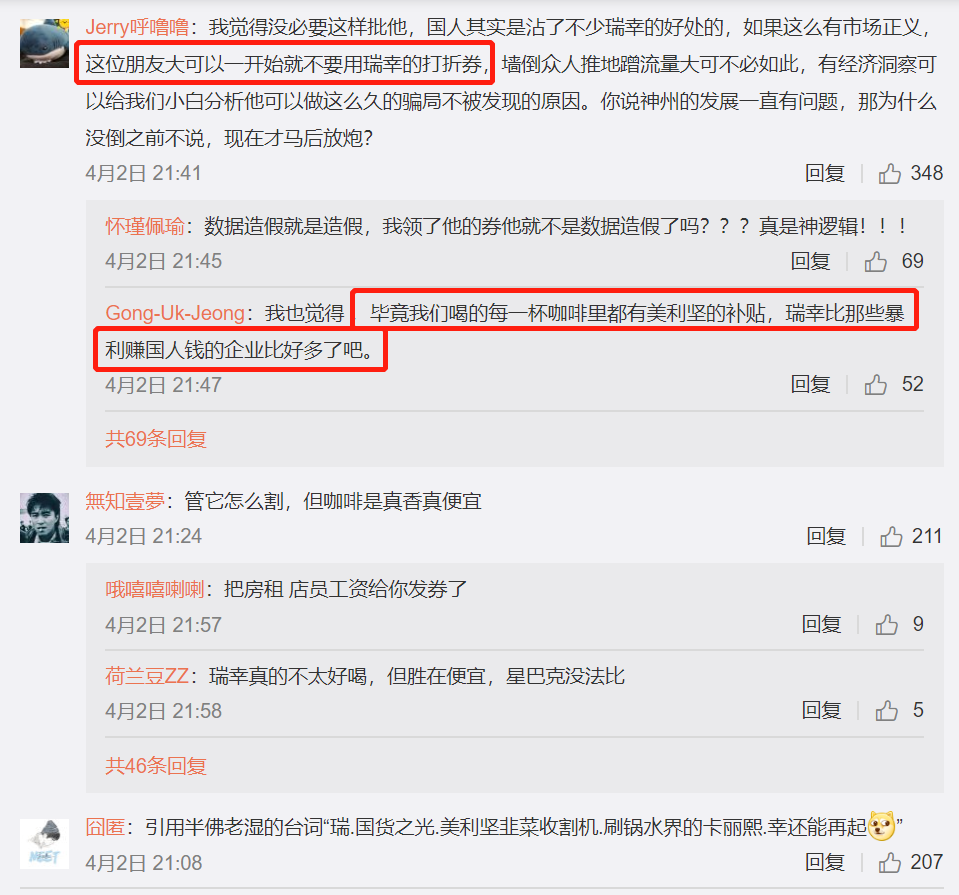 Jerry呼噜噜：我觉得没必要这样批他，国人其实是沾了不少瑞幸的好处的，如果这么有市场正义，
这位朋友大可以一开始就不要用瑞幸的打折券，墙倒众人推地蹭流量大可不必如此，有经济洞察可
以给我们小白分析他可以做这么久的骗局不被发现的原因。你说神州的发展一直有问题，那为什么
没倒之前不说，现在才马后放炮？
4月2日 21:41 回复 348
怀瑾佩瑜：数据造假就是造假，我领了他的券他就不是数据造假了吗？？？真是神逻辑！！！
4月2日 21:45 回复 69
Gong-Uk-Jeong：我也觉得，毕竟我们喝的每一杯咖啡里都有美利坚的补贴，瑞幸比那些暴
利赚国人钱的企业比好多了吧。
4月2日 21:47 回复 52
共69条回复
無知壹夢：管它怎么割，但咖啡是真香真便宜
4月2日 21:24 回复 211
哦嘻嘻喇喇：把房租 店员工资给你发券了
4月2日 21:57 回复 9
荷兰豆ZZ：瑞幸真的不太好喝，但胜在便宜，星巴克没法比
4月2日 21:58 回复 5
共46条回复
囧匿：引用半佛老湿的台词“瑞.国货之光.美利坚韭菜收割机.刷锅水界的卡丽熙.幸还能再起”
4月2日 21:08 回复 207
MEET